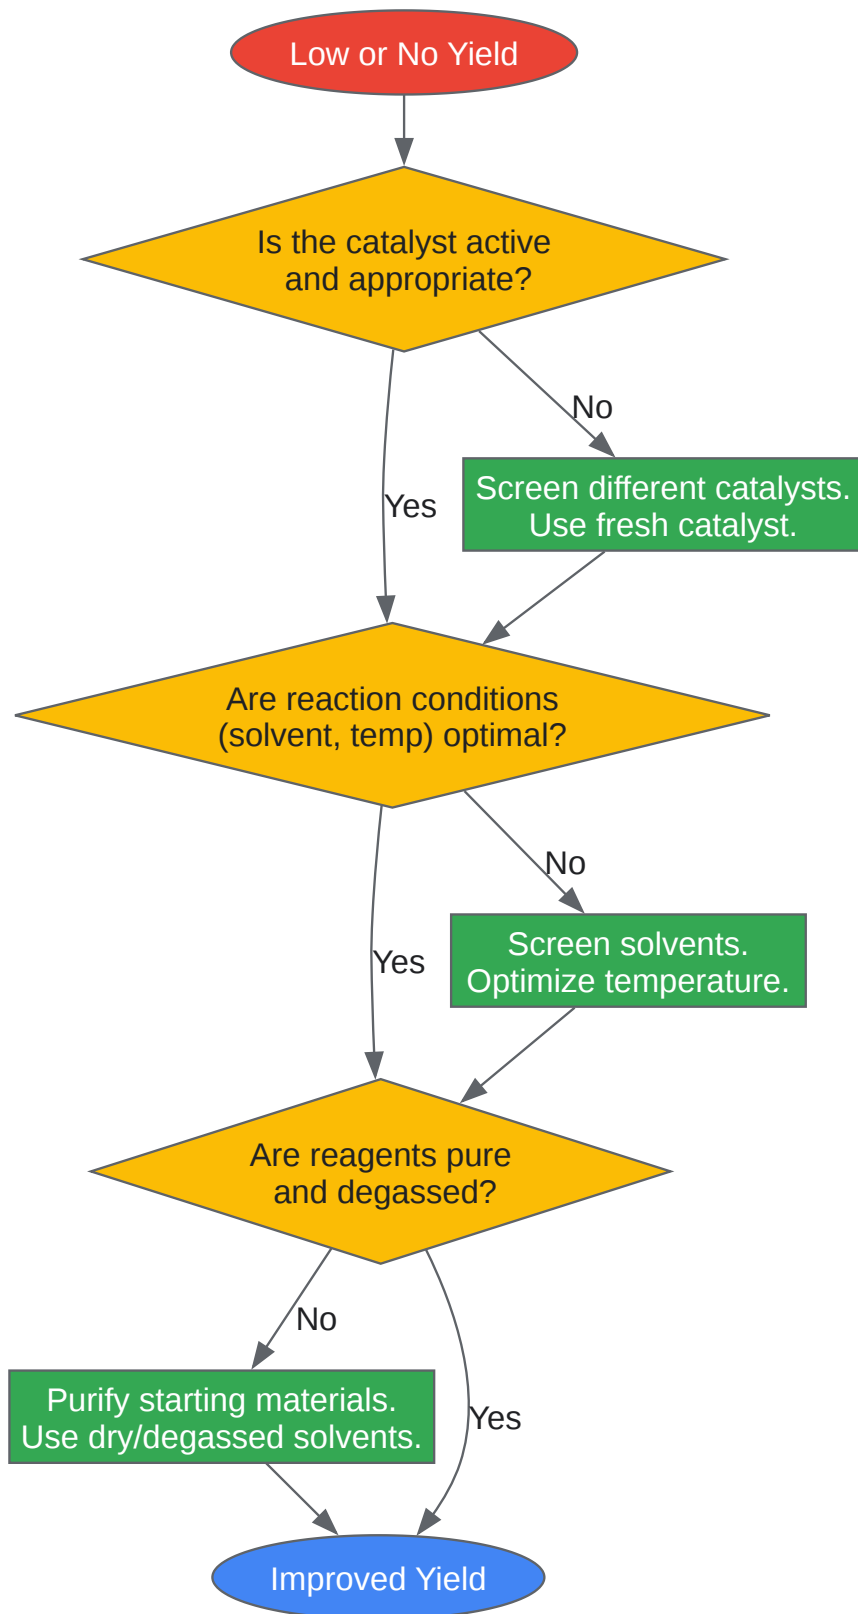 Low or No Yield
Is the catalyst active
and appropriate?
No
Screen different catalysts.
Use fresh catalyst.
Yes
Are reaction conditions
(solvent, temp) optimal?
No
Screen solvents.
Optimize temperature.
Yes
Are reagents pure
and degassed?
No
Purify starting materials.
Use dry/degassed solvents.
Yes
Improved Yield